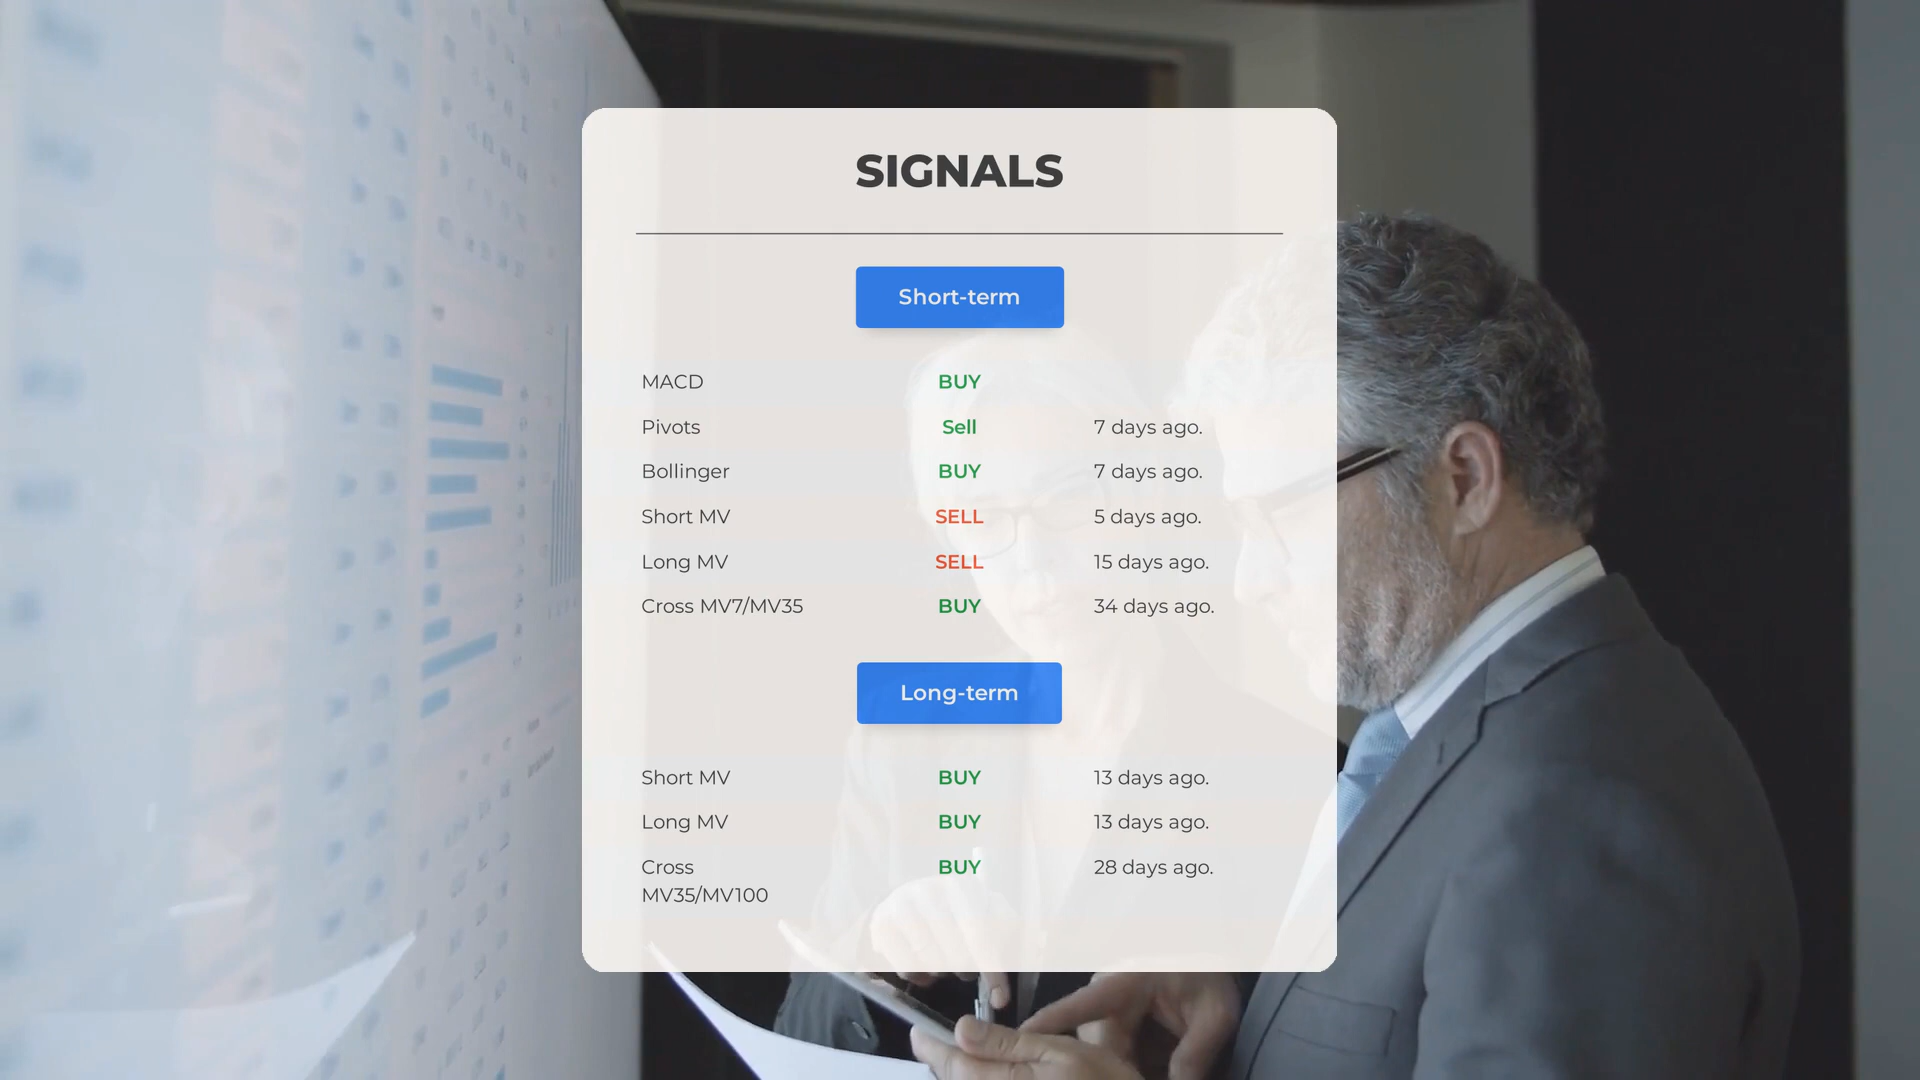 SIGNALS
Short-term
MACD BUY
Pivots Sell 7 days ago.
Bollinger BUY 7 days ago.
Short MV SELL 5 days ago.
Long MV SELL 15 days ago.
Cross MV7/MV35 BUY 34 days ago.
Long-term
Short MV BUY 13 days ago.
Long MV BUY 13 days ago.
Cross BUY 28 days ago.
MV35/MV100